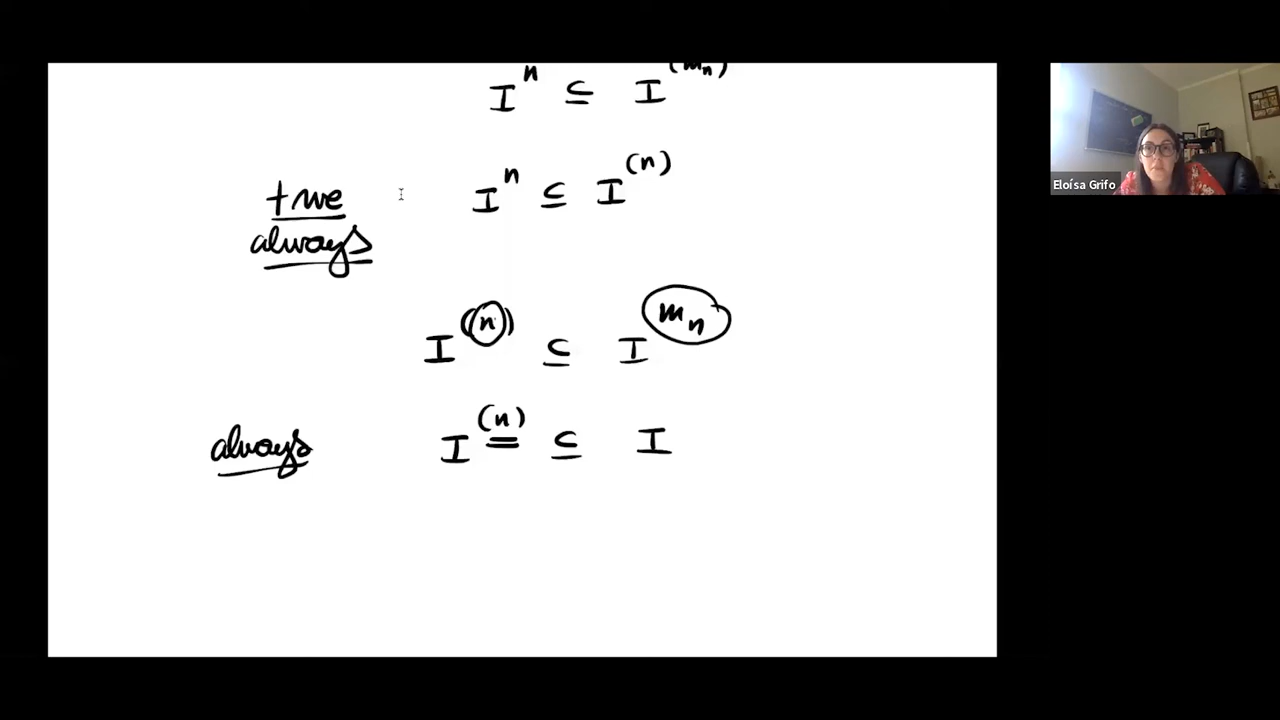 I^n ⊆ I^(m_n)
Eloísa Grifo
true I^n ⊆ I^(n)
always
I^(n) ⊆ I^m_n
always I^(n) ⊆ I